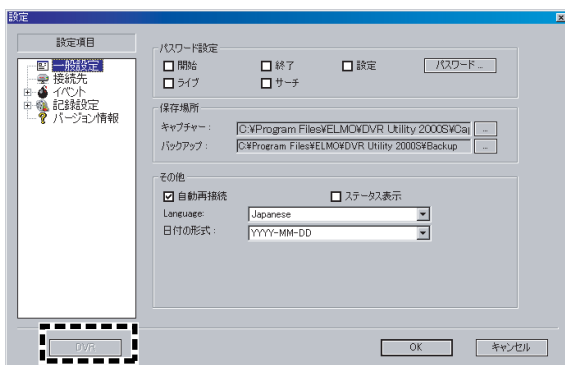 設定
設定項目
一般設定
接続先
イベント
記録設定
バージョン情報
パスワード設定
開始
終了
設定
パスワード ...
ライブ
サーチ
保存場所
キャプチャー :
C:¥Program Files¥ELMO¥DVR Utility 2000S¥Ca
...
バックアップ :
C:¥Program Files¥ELMO¥DVR Utility 2000S¥Backup
...
その他
自動再接続
ステータス表示
Language:
Japanese
日付の形式 :
YYYY-MM-DD
DVR
OK
キャンセル